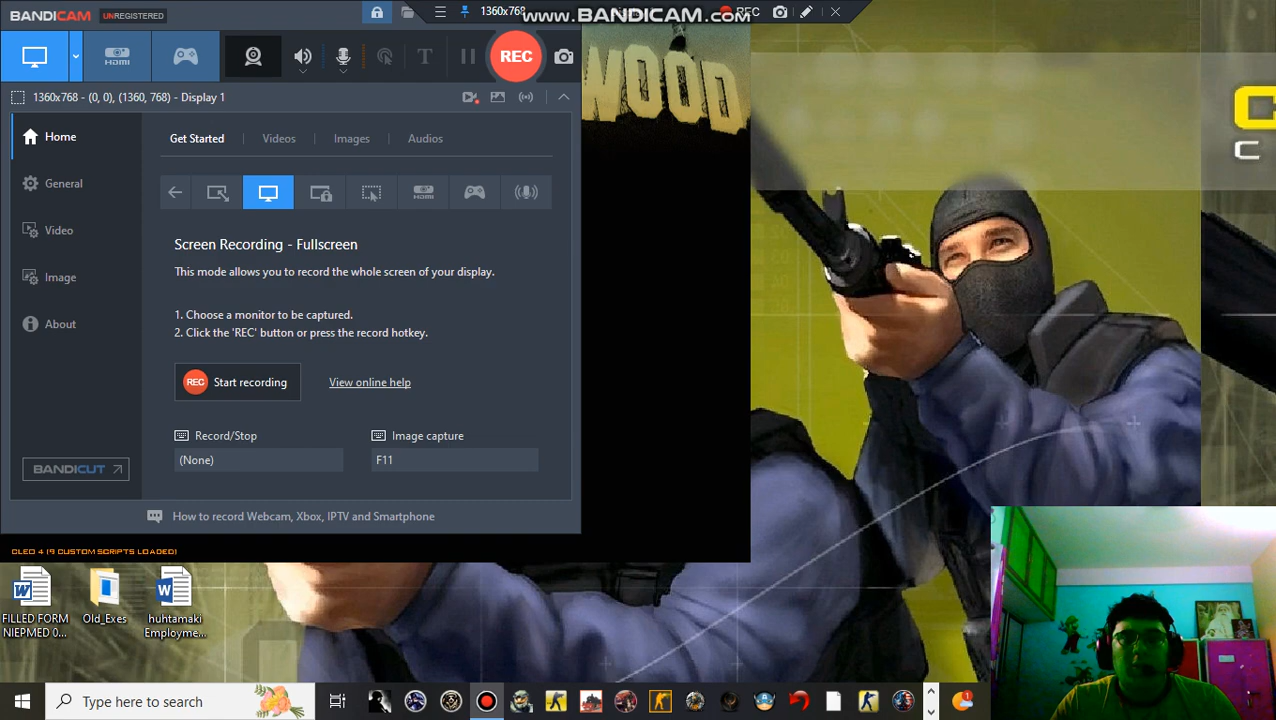 BANDICAM UNREGISTERED
1360x768
www.BANDICAM.com
REC
HDMI
T
REC
1360x768 - (0, 0), (1360, 768) - Display 1
WOOD
C
Home
Get Started
Videos
Images
Audios
General
HDMI
Video
Screen Recording - Fullscreen
This mode allows you to record the whole screen of your display.
Image
1. Choose a monitor to be captured.
About
2. Click the 'REC' button or press the record hotkey.
REC Start recording
View online help
Record/Stop
Image capture
(None)
F11
BANDICUT
How to record Webcam, Xbox, IPTV and Smartphone
CLEO 4 (9 CUSTOM SCRIPTS LOADED)
FILLED FORM
NIEPMED 0...
Old_Exes
huhtamaki
Employme...
Type here to search
1